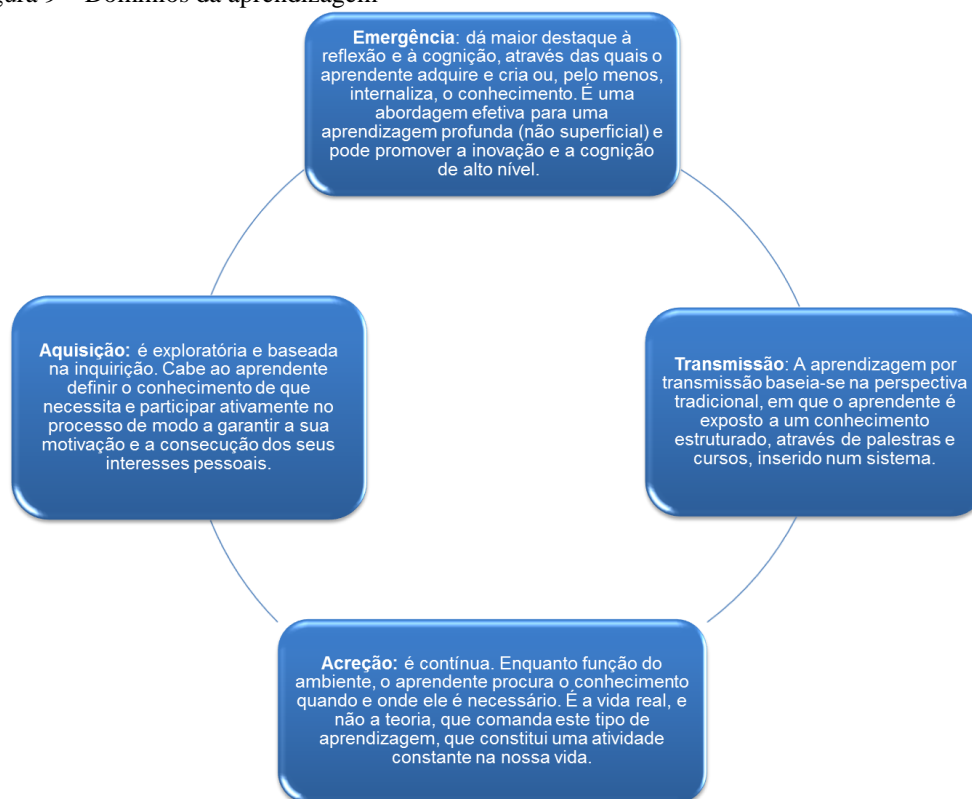 gura 9 – Domínios da aprendizagem
Emergência: dá maior destaque à
reflexão e à cognição, através das quais o
aprendente adquire e cria ou, pelo menos,
internaliza, o conhecimento. É uma
abordagem efetiva para uma
aprendizagem profunda (não superficial) e
pode promover a inovação e a cognição
de alto nível.
Transmissão: A aprendizagem por
transmissão baseia-se na perspectiva
tradicional, em que o aprendente é
exposto a um conhecimento
estruturado, através de palestras e
cursos, inserido num sistema.
Acreção: é contínua. Enquanto função do
ambiente, o aprendente procura o conhecimento
quando e onde ele é necessário. É a vida real, e
não a teoria, que comanda este tipo de
aprendizagem, que constitui uma atividade
constante na nossa vida.
Aquisição: é exploratória e baseada
na inquirição. Cabe ao aprendente
definir o conhecimento de que
necessita e participar ativamente no
processo de modo a garantir a sua
motivação e a consecução dos seus
interesses pessoais.